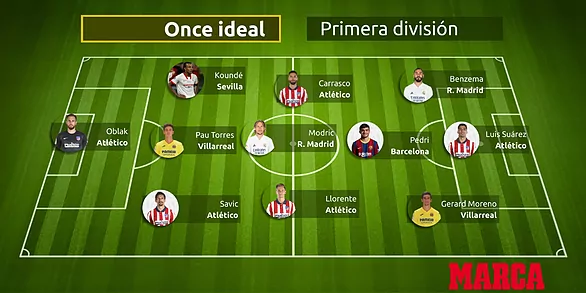 Once ideal
Primera división
Koundé
Sevilla
Carrasco
Atlético
Benzema
R. Madrid
Oblak
Atlético
Pau Torres
Villarreal
Modric
R. Madrid
Pedri
Barcelona
Luis Suárez
Atlético
Savic
Atlético
Llorente
Atlético
Gerard Moreno
Villarreal
MARCA